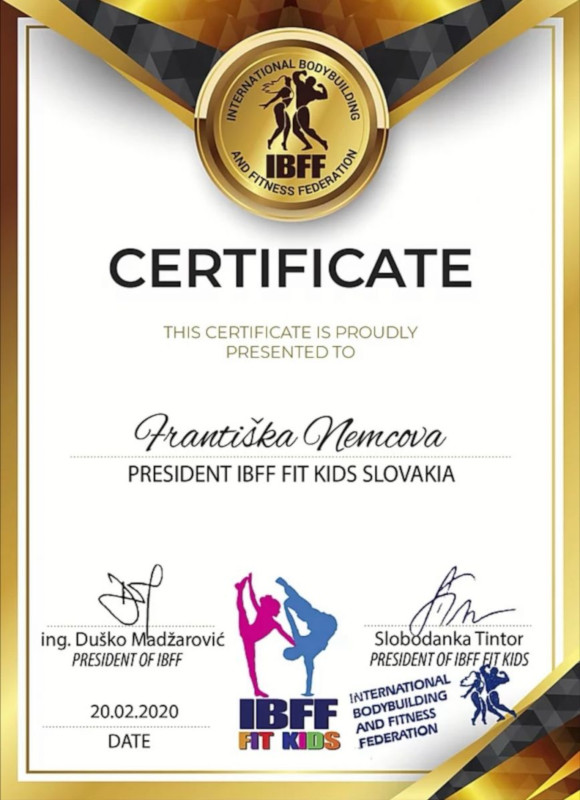 INTERNATIONAL BODYBUILDING
AND FITNESS FEDERATION
IBFF
CERTIFICATE
THIS CERTIFICATE IS PROUDLY
PRESENTED TO
Františka Nemcova
PRESIDENT IBFF FIT KIDS SLOVAKIA
ing. Duško Madžarović
PRESIDENT OF IBFF
Slobodanka Tintor
PRESIDENT OF IBFF FIT KIDS
20.02.2020
DATE
IBFF
FIT KIDS
INTERNATIONAL
BODYBUILDING
AND FITNESS
FEDERATION